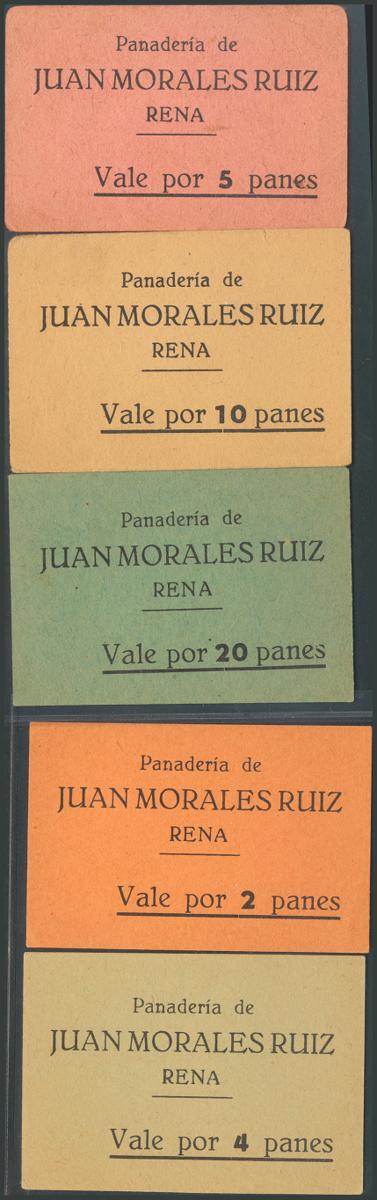 Panadería de
JUAN MORALES RUIZ
RENA
Vale por 5 panes
Panadería de
JUAN MORALES RUIZ
RENA
Vale por 10 panes
Panadería de
JUAN MORALES RUIZ
RENA
Vale por 20 panes
Panadería de
JUAN MORALES RUIZ
RENA
Vale por 2 panes
Panadería de
JUAN MORALES RUIZ
RENA
Vale por 4 panes